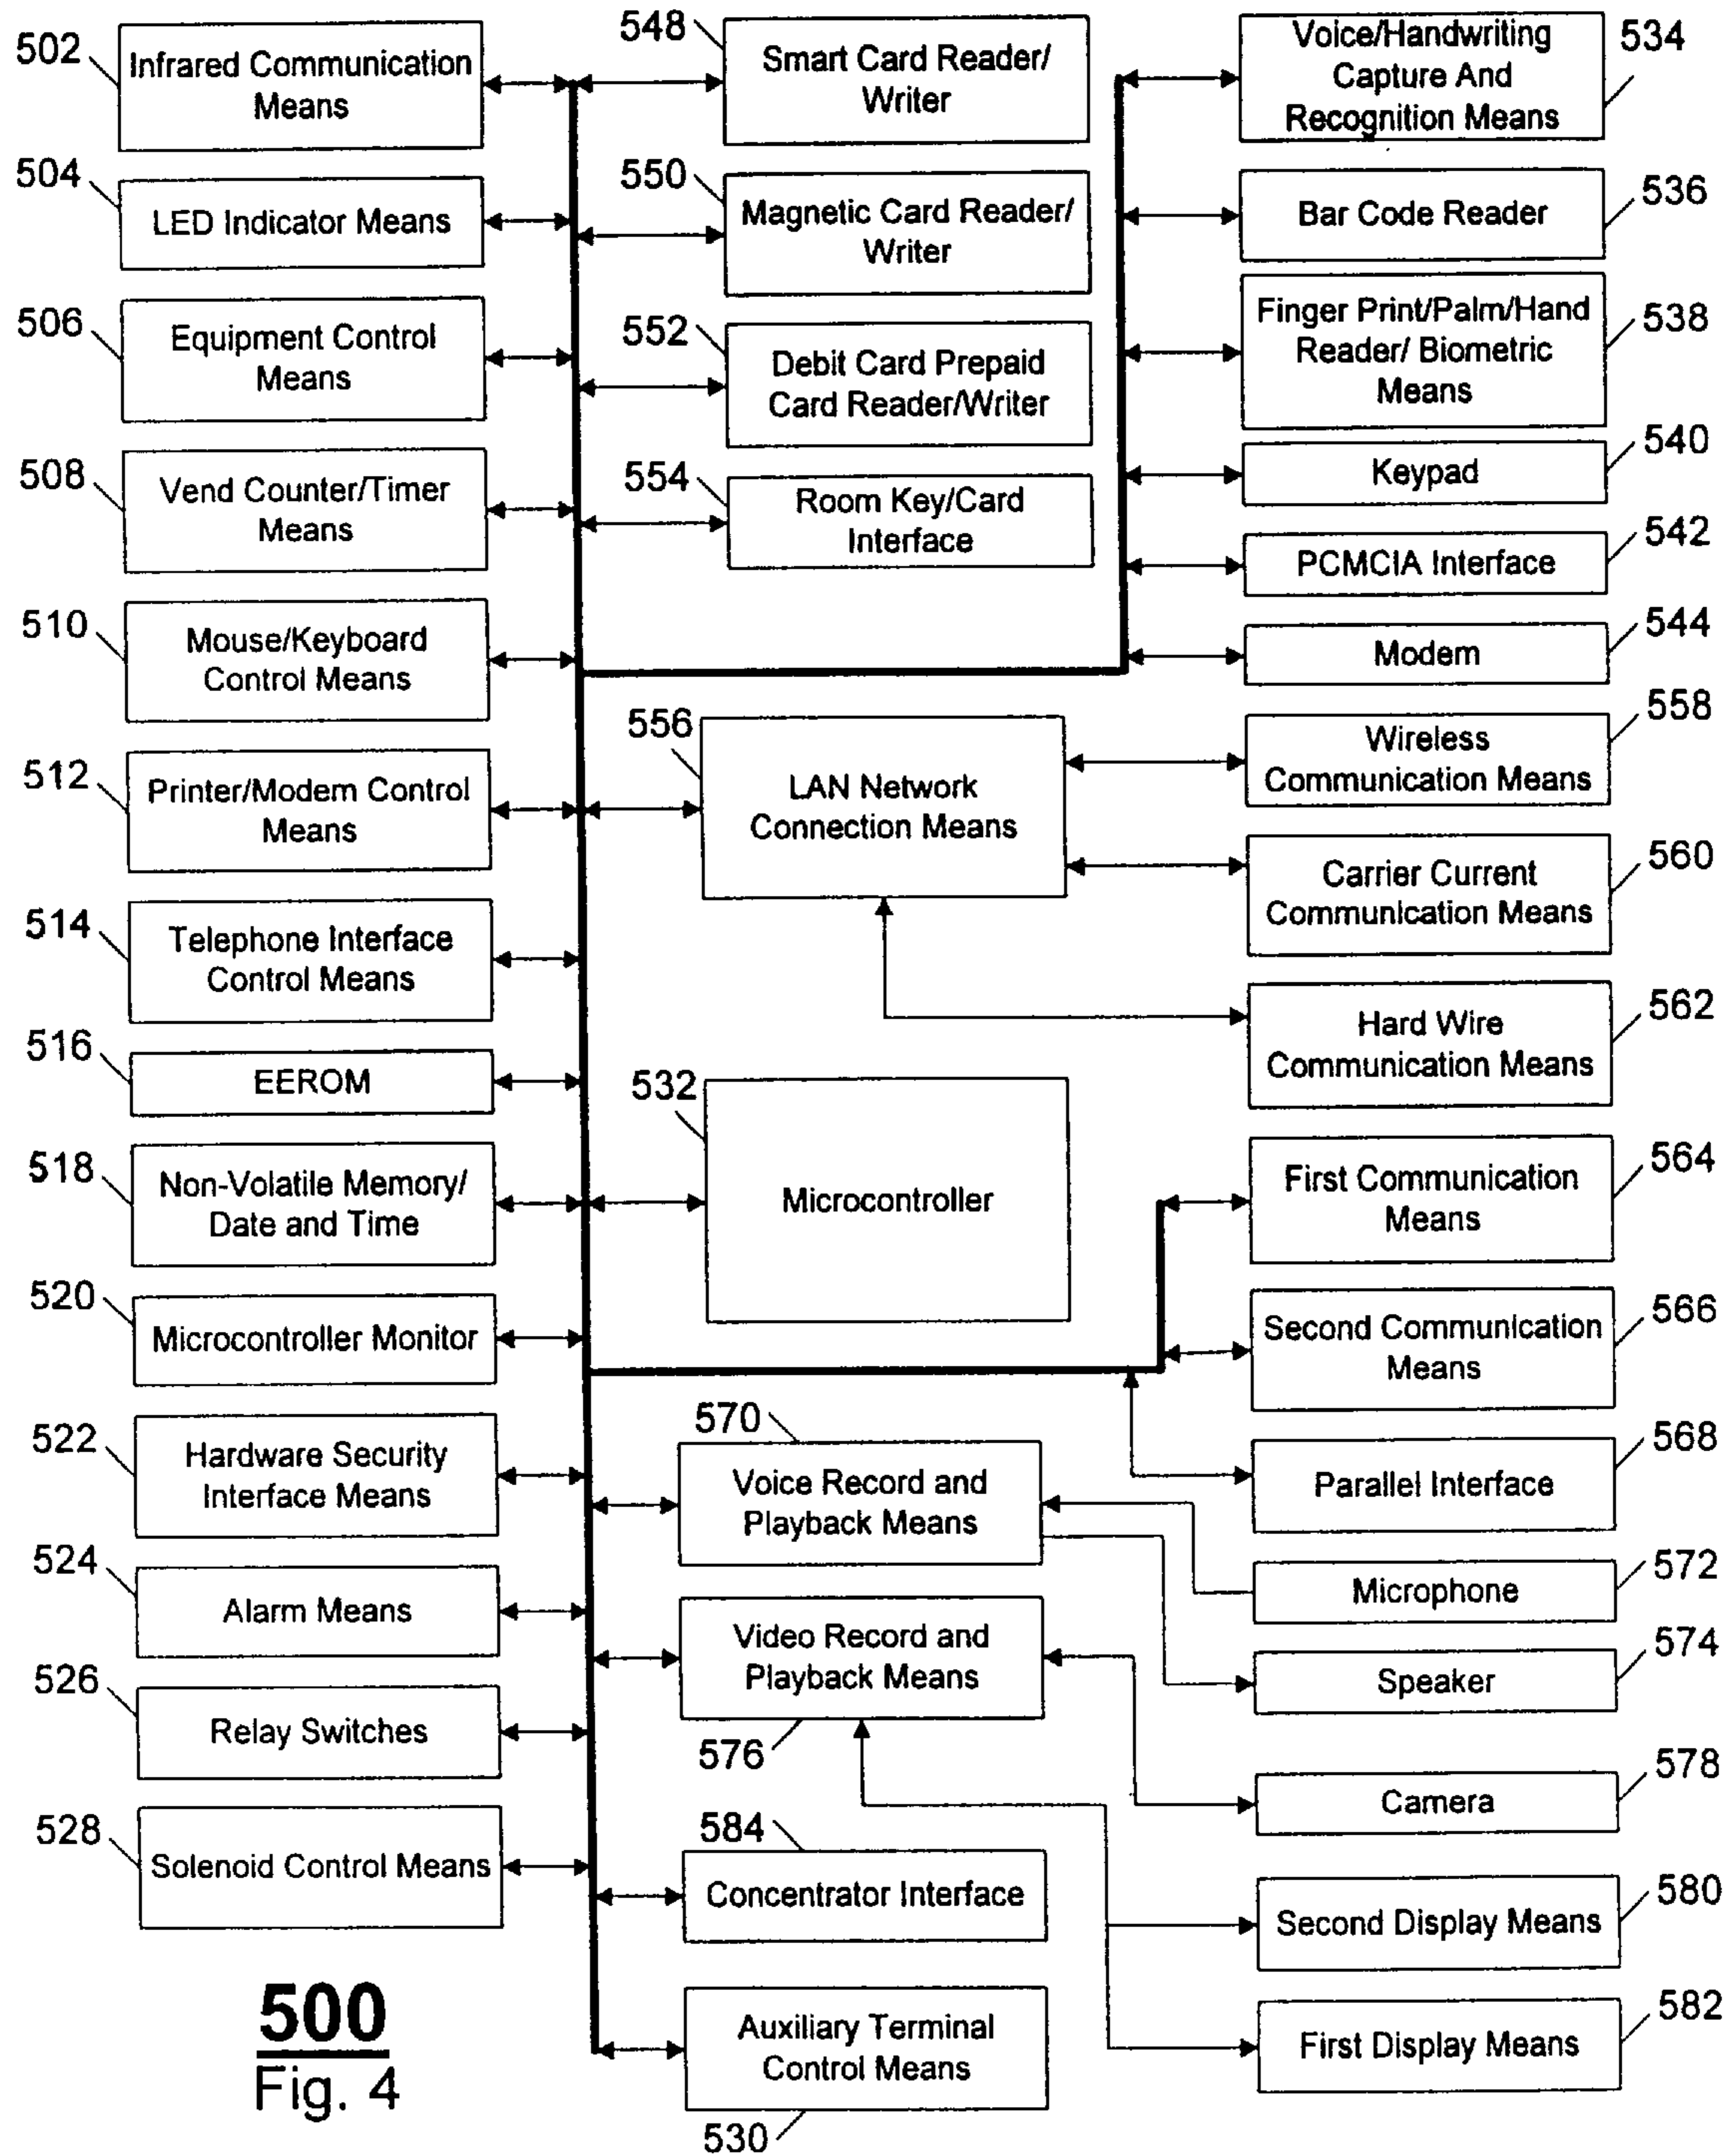 502
Infrared Communication
Means
504
LED Indicator Means
506
Equipment Control
Means
508
Vend Counter/Timer
Means
510
Mouse/Keyboard
Control Means
512
Printer/Modem Control
Means
514
Telephone Interface
Control Means
516
EEROM
518
Non-Volatile Memory/
Date and Time
520
Microcontroller Monitor
522
Hardware Security
Interface Means
524
Alarm Means
526
Relay Switches
528
Solenoid Control Means
548
Smart Card Reader/
Writer
550
Magnetic Card Reader/
Writer
552
Debit Card Prepaid
Card Reader/Writer
554
Room Key/Card
Interface
556
LAN Network
Connection Means
532
Microcontroller
570
Voice Record and
Playback Means
Video Record and
Playback Means
576
584
Concentrator Interface
Auxiliary Terminal
Control Means
530
Voice/Handwriting
Capture And
Recognition Means
534
Bar Code Reader
536
Finger Print/Palm/Hand
Reader/ Biometric
Means
538
Keypad
540
PCMCIA Interface
542
Modem
544
Wireless
Communication Means
558
Carrier Current
Communication Means
560
Hard Wire
Communication Means
562
First Communication
Means
564
Second Communication
Means
566
Parallel Interface
568
Microphone
572
Speaker
574
Camera
578
Second Display Means
580
First Display Means
582
500
Fig. 4